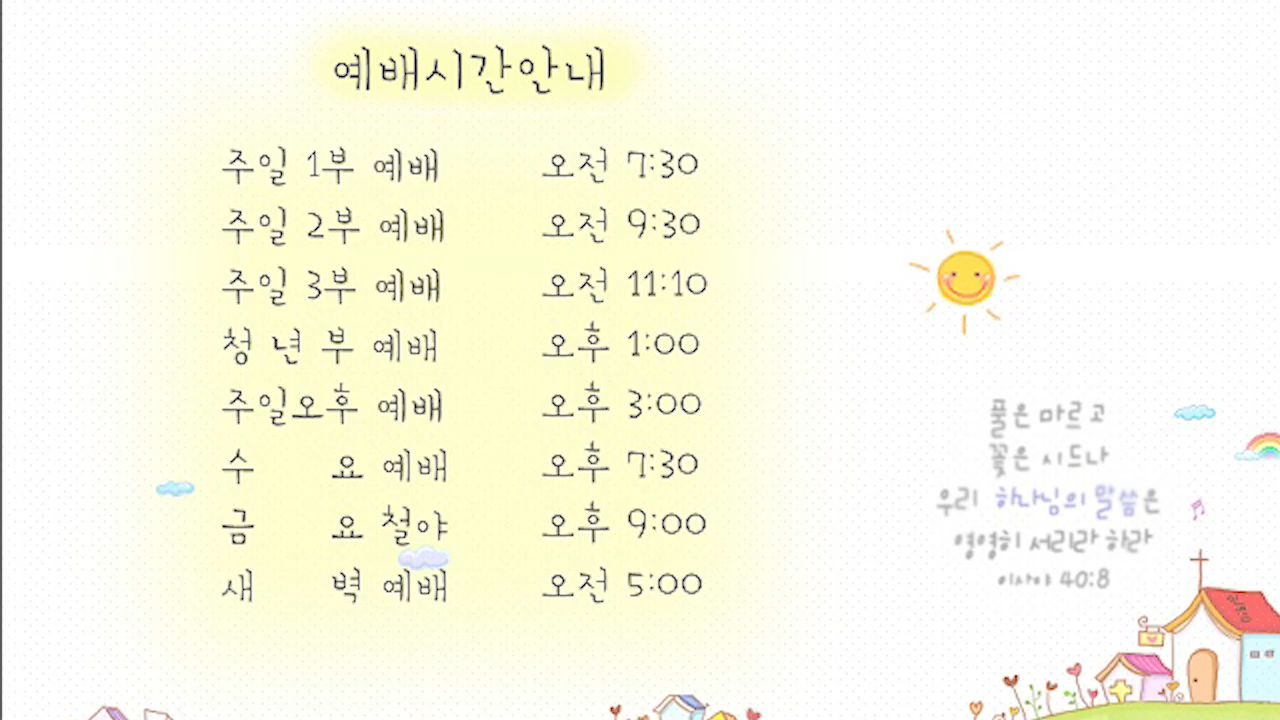 예배시간안내
주일 1부 예배 오전 7:30
주일 2부 예배 오전 9:30
주일 3부 예배 오전 11:10
청 년 부 예배 오후 1:00
주일오후 예배 오후 3:00
수 요 예배 오후 7:30
금 요 철야 오후 9:00
새 벽 예배 오전 5:00
풀은 마르고
꽃은 시드나
우리 하나님의 말씀은
영영히 서리라 하라
이사야 40:8